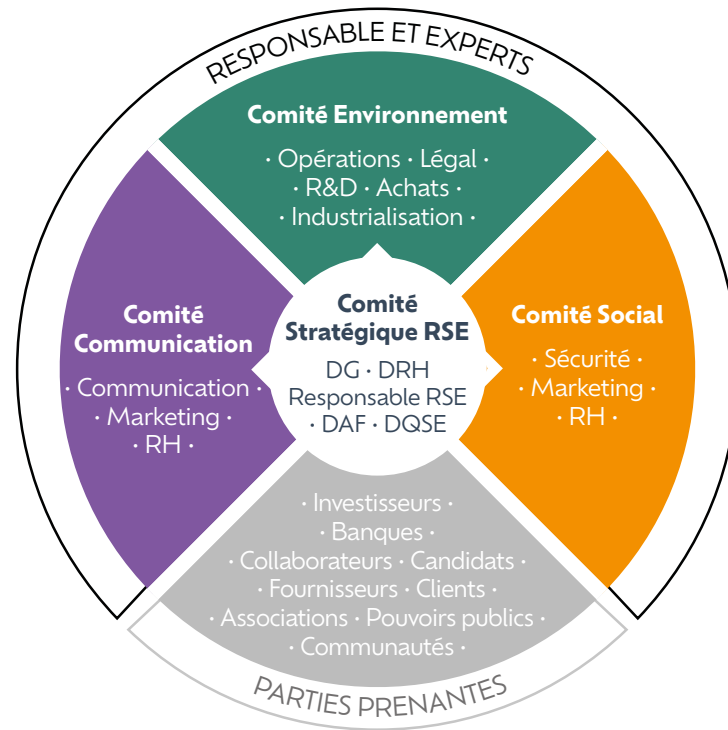 RESPONSABLE ET EXPERTS
Comité Environnement
· Opérations · Légal ·
· R&D · Achats ·
· Industrialisation ·
Comité
Communication
· Communication ·
· Marketing ·
· RH ·
Comité
Stratégique RSE
DG · DRH
Responsable RSE
· DAF · DQSE
Comité Social
· Sécurité ·
· Marketing ·
· RH ·
· Investisseurs ·
· Banques ·
· Collaborateurs · Candidats ·
· Fournisseurs · Clients ·
· Associations · Pouvoirs publics ·
· Communautés ·
PARTIES PRENANTES